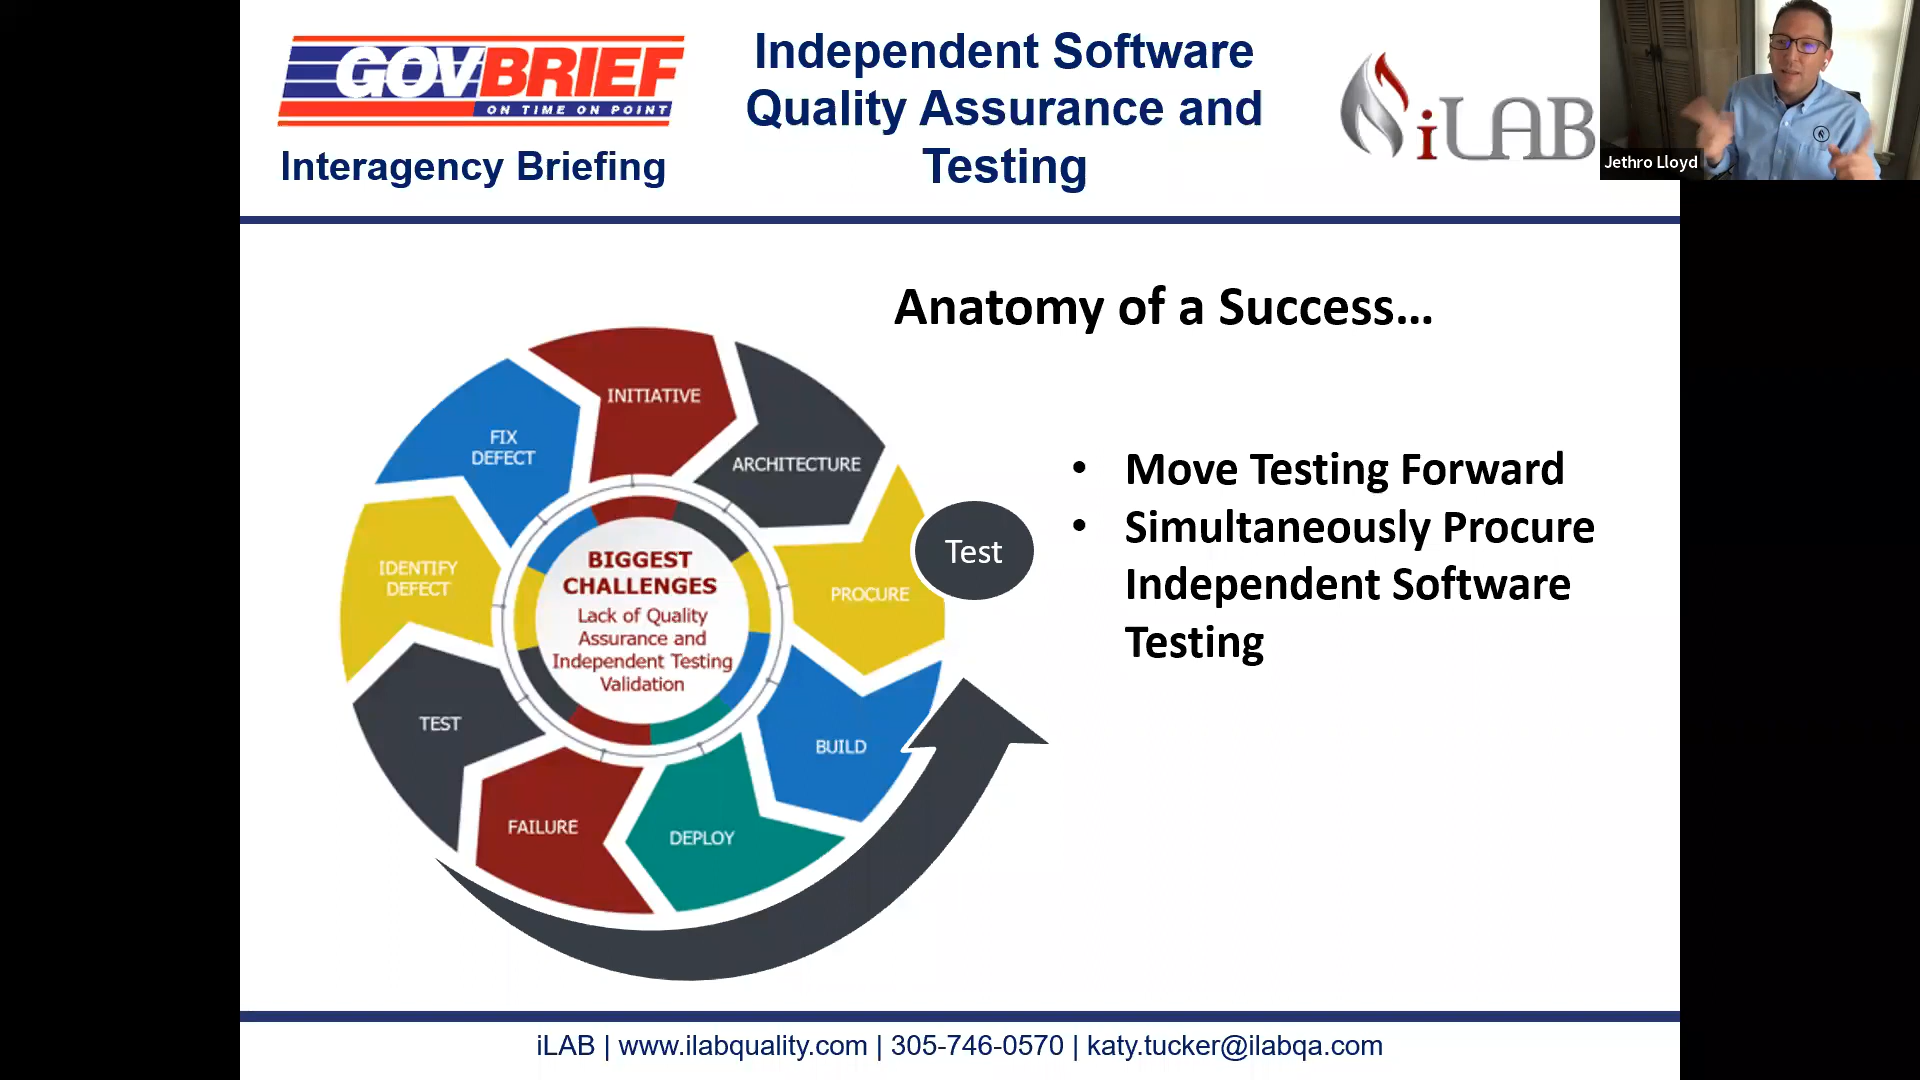 GOVBRIEF
ON TIME ON POINT
Interagency Briefing
Independent Software
Quality Assurance and
Testing
iLAB
Jethro Lloyd
Anatomy of a Success...
INITIATIVE
ARCHITECTURE
PROCURE
Test
BUILD
DEPLOY
FAILURE
TEST
IDENTIFY
DEFECT
FIX
DEFECT
BIGGEST
CHALLENGES
Lack of Quality
Assurance and
Independent Testing
Validation
• Move Testing Forward
• Simultaneously Procure
Independent Software
Testing
iLAB | www.ilabquality.com | 305-746-0570 | katy.tucker@ilabqa.com